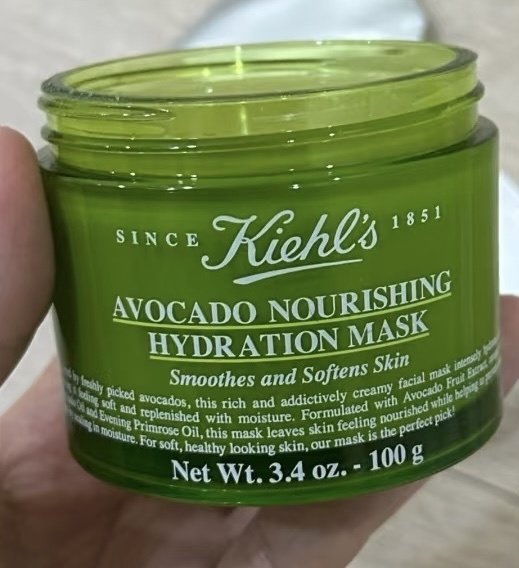 SINCE Kiehl's 1851
AVOCADO NOURISHING
HYDRATION MASK
Smoothes and Softens Skin
by freshly picked avocados, this rich and addictively creamy facial mask intensely
feeling soft and replenished with moisture. Formulated with Avocado Fruit Extract,
Oil and Evening Primrose Oil, this mask leaves skin feeling nourished while helping to
in moisture. For soft, healthy looking skin, our mask is the perfect pick!
Net Wt. 3.4 oz. - 100 g